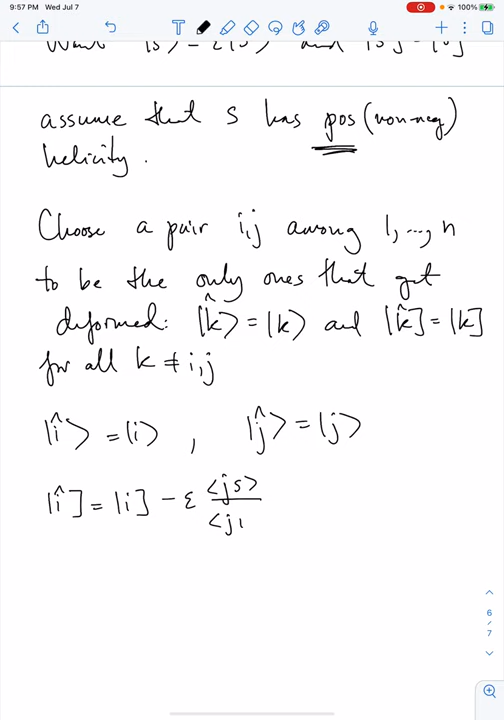 9:57 PM Wed Jul 7
100%
assume that s has pos (non-neg)
helicity.
Choose a pair i,j among 1, ..., n
to be the only ones that get
deformed: |k̂⟩ = |k⟩ and |k̂] = |k]
for all k ≠ i,j
|î⟩ = |i⟩ , |ĵ⟩ = |j⟩
|î] = |i] - ε <js>
<ji
6
/
7